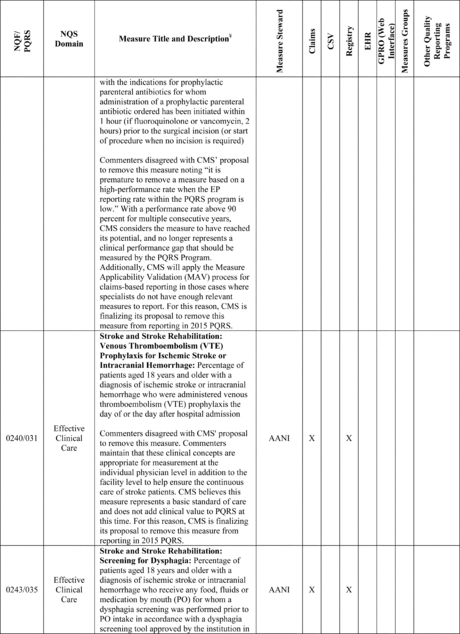 NQF/
PQRS
NQS
Domain
Measure Title and Description¥
Measure Steward
Claims
CSV
Registry
EHR
GPRO (Web
Interface)
Measures Groups
Other Quality
Reporting
Programs
with the indications for prophylactic
parenteral antibiotics for whom
administration of a prophylactic parenteral
antibiotic ordered has been initiated within
1 hour (if fluoroquinolone or vancomycin, 2
hours) prior to the surgical incision (or start
of procedure when no incision is required)
Commenters disagreed with CMS' proposal
to remove this measure noting “it is
premature to remove a measure based on a
high-performance rate when the EP
reporting rate within the PQRS program is
low.” With a performance rate above 90
percent for multiple consecutive years,
CMS considers the measure to have reached
its potential, and no longer represents a
clinical performance gap that should be
measured by the PQRS Program.
Additionally, CMS will apply the Measure
Applicability Validation (MAV) process for
claims-based reporting in those cases where
specialists do not have enough relevant
measures to report. For this reason, CMS is
finalizing its proposal to remove this
measure from reporting in 2015 PQRS.
0240/031
Effective
Clinical
Care
Stroke and Stroke Rehabilitation:
Venous Thromboembolism (VTE)
Prophylaxis for Ischemic Stroke or
Intracranial Hemorrhage: Percentage of
patients aged 18 years and older with a
diagnosis of ischemic stroke or intracranial
hemorrhage who were administered venous
thromboembolism (VTE) prophylaxis the
day of or the day after hospital admission
Commenters disagreed with CMS' proposal
to remove this measure. Commenters
maintain that these clinical concepts are
appropriate for measurement at the
individual physician level in addition to the
facility level to help ensure the continuous
care of stroke patients. CMS believes this
measure represents a basic standard of care
and does not add clinical value to PQRS at
this time. For this reason, CMS is finalizing
its proposal to remove this measure from
reporting in 2015 PQRS.
AANI
X
X
0243/035
Effective
Clinical
Care
Stroke and Stroke Rehabilitation:
Screening for Dysphagia: Percentage of
patients aged 18 years and older with a
diagnosis of ischemic stroke or intracranial
hemorrhage who receive any food, fluids or
medication by mouth (PO) for whom a
dysphagia screening was performed prior to
PO intake in accordance with a dysphagia
screening tool approved by the institution in
AANI
X
X